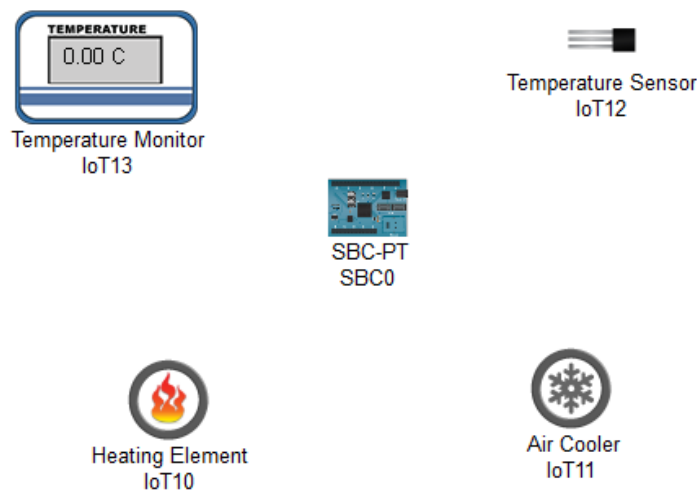 TEMPERATURE
0.00 C
Temperature Monitor
IoT13
Temperature Sensor
IoT12
SBC-PT
SBC0
Heating Element
IoT10
Air Cooler
IoT11